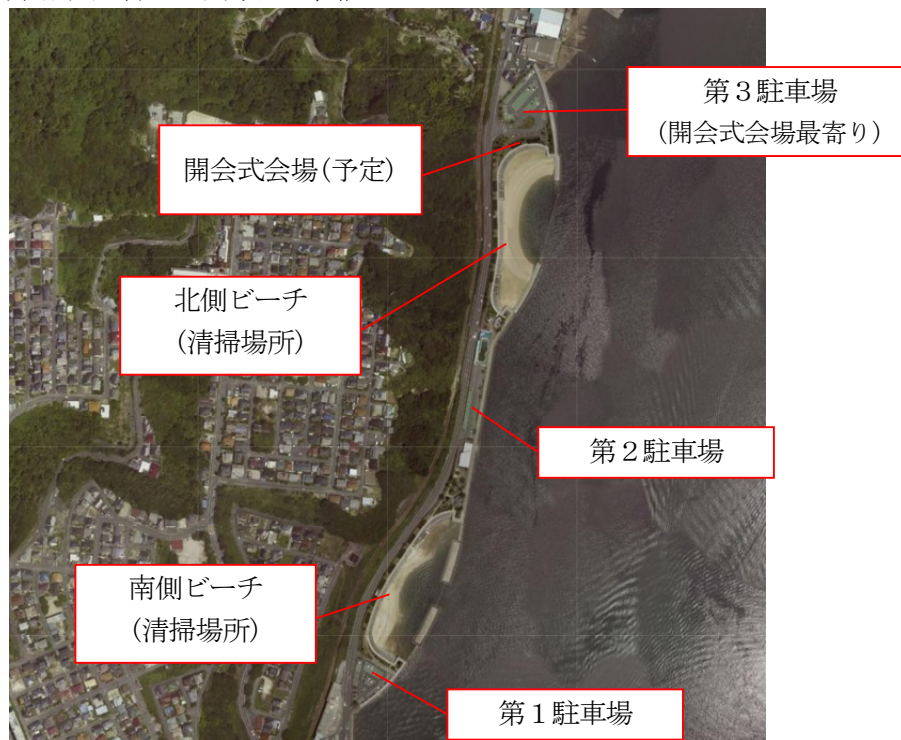 第３駐車場
(開会式会場最寄り)
開会式会場(予定)
北側ビーチ
(清掃場所)
第２駐車場
南側ビーチ
(清掃場所)
第１駐車場